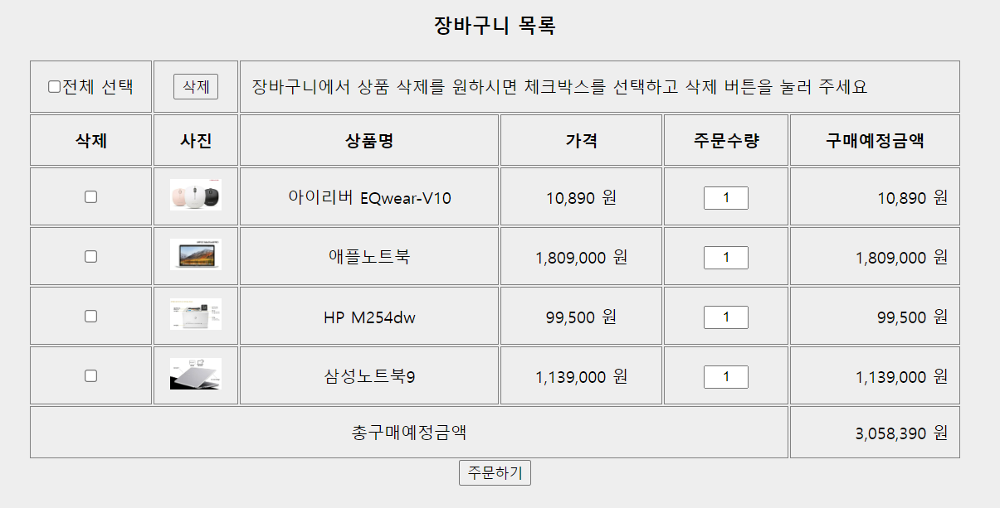 장바구니 목록
전체 선택 삭제 장바구니에서 상품 삭제를 원하시면 체크박스를 선택하고 삭제 버튼을 눌러 주세요
삭제 사진 상품명 가격 주문수량 구매예정금액
아이리버 EQwear-V10 10,890 원 1 10,890 원
애플노트북 1,809,000 원 1 1,809,000 원
HP M254dw 99,500 원 1 99,500 원
삼성노트북9 1,139,000 원 1 1,139,000 원
총구매예정금액 3,058,390 원
주문하기